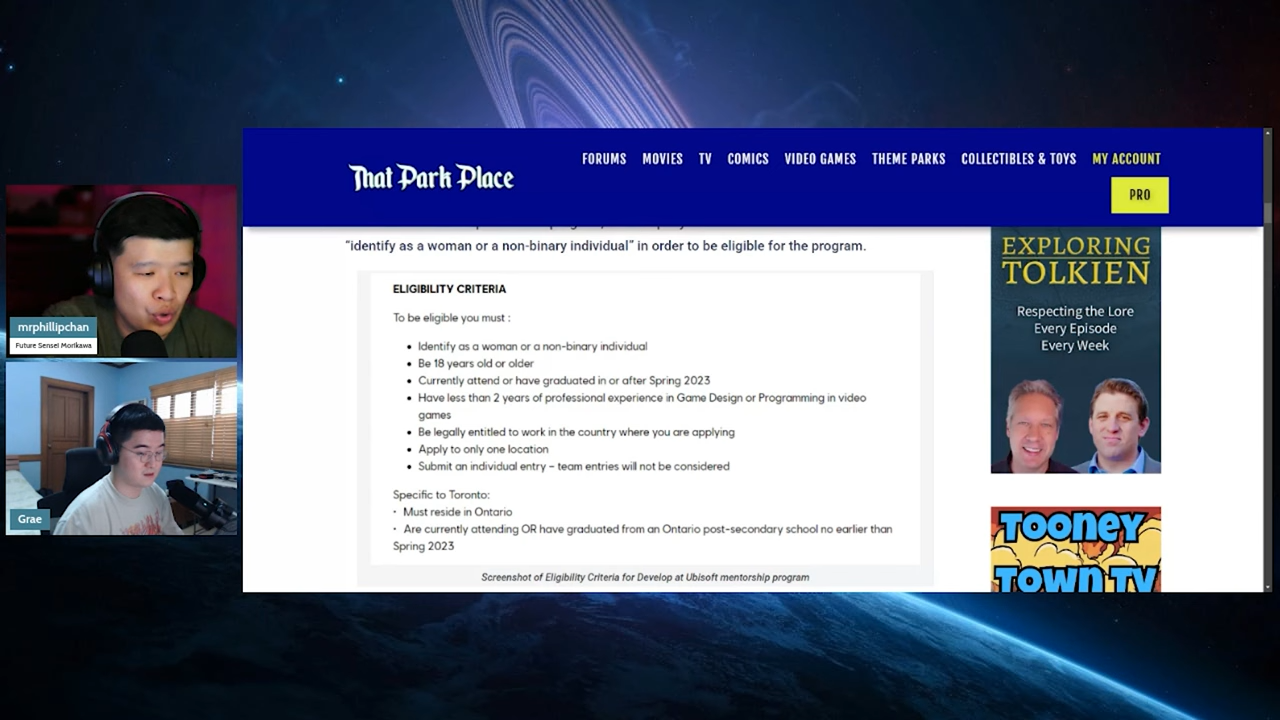 That Park Place
FORUMS MOVIES TV COMICS VIDEO GAMES THEME PARKS COLLECTIBLES & TOYS MY ACCOUNT
PRO
“identify as a woman or a non-binary individual” in order to be eligible for the program.
ELIGIBILITY CRITERIA
To be eligible you must :
• Identify as a woman or a non-binary individual
• Be 18 years old or older
• Currently attend or have graduated in or after Spring 2023
• Have less than 2 years of professional experience in Game Design or Programming in video
games
• Be legally entitled to work in the country where you are applying
• Apply to only one location
• Submit an individual entry – team entries will not be considered
Specific to Toronto:
• Must reside in Ontario
• Are currently attending OR have graduated from an Ontario post-secondary school no earlier than
Spring 2023
Screenshot of Eligibility Criteria for Develop at Ubisoft mentorship program
EXPLORING
TOLKIEN
Respecting the Lore
Every Episode
Every Week
TOONEY
TOWN TV
mrphillipchan
Future Sensei Morikawa
Grae